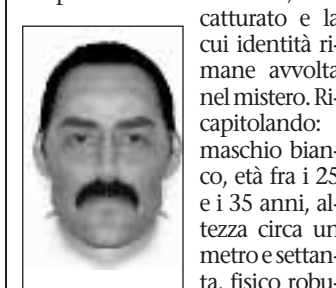 catturato e la
cui identità ri-
mane avvolta
nel mistero. Ri-
capitolando:
maschio bian-
co, età fra i 25
e i 35 anni, al-
tezza circa un
metro e settan-
ta, fisico robu-